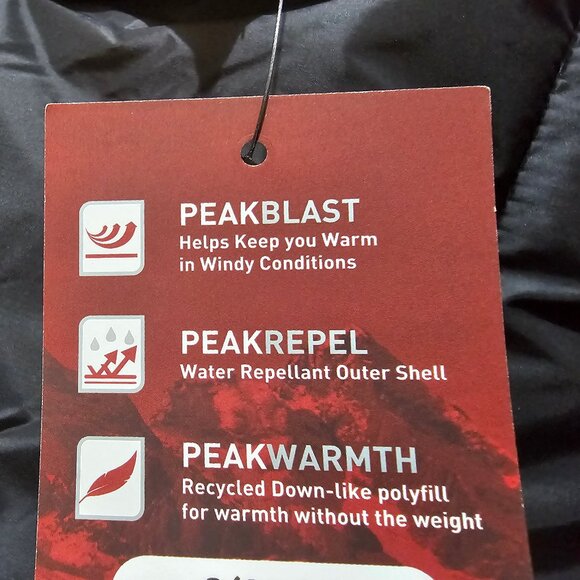 PEAKBLAST
Helps Keep you Warm
in Windy Conditions
PEAKREPEL
Water Repellant Outer Shell
PEAKWARMTH
Recycled Down-like polyfill
for warmth without the weight